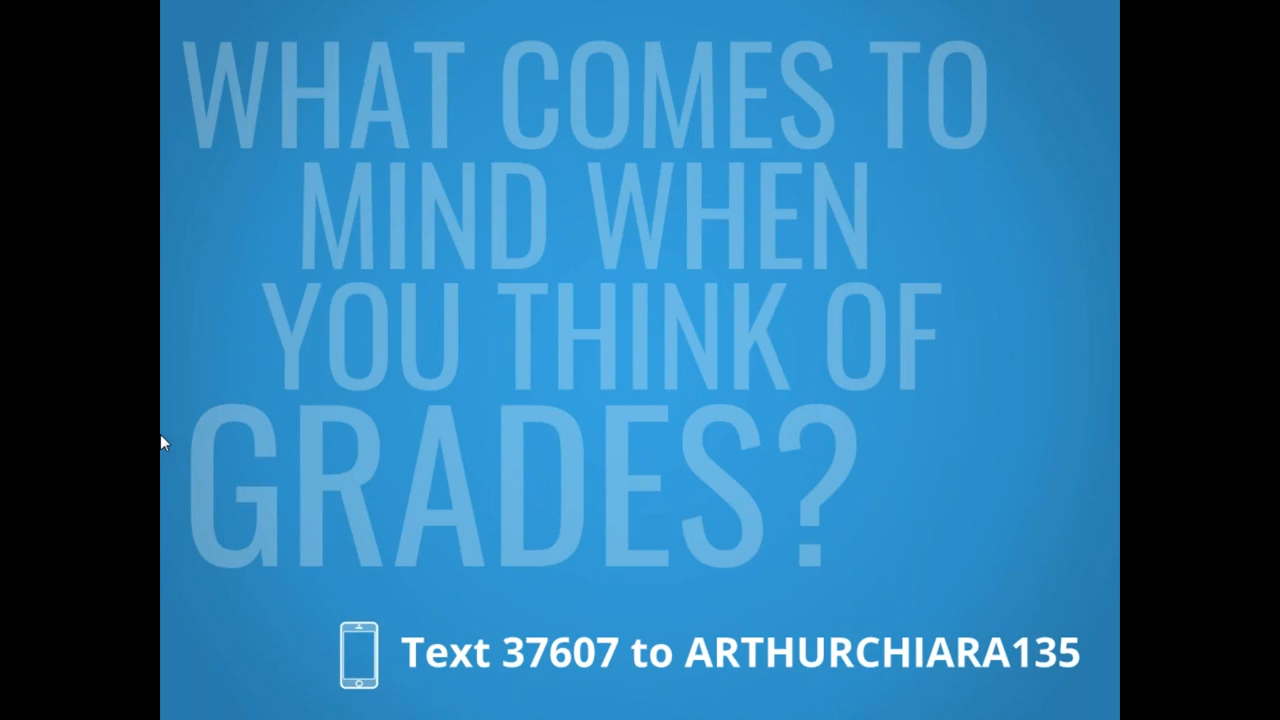 WHAT COMES TO
MIND WHEN
YOU THINK OF
GRADES?
Text 37607 to ARTHURCHIARA135